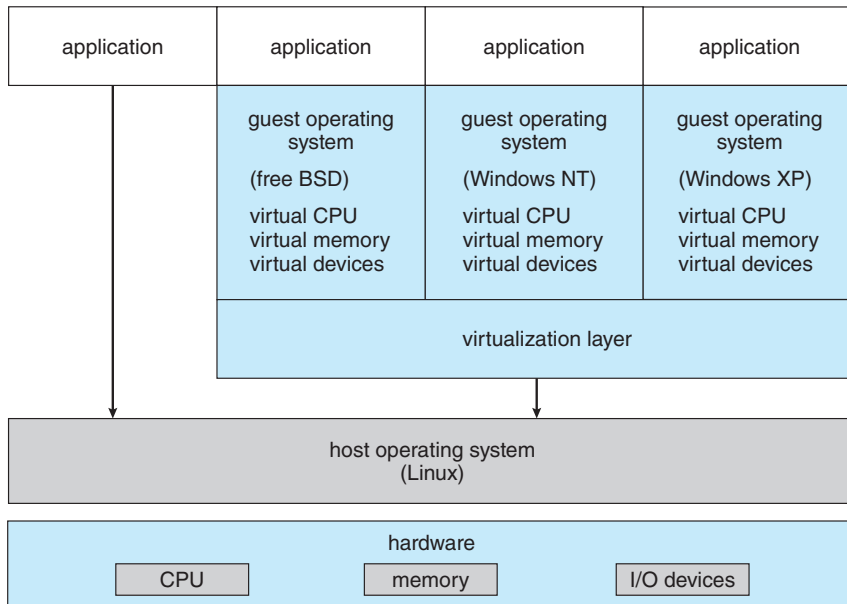 application
application
application
application
guest operating
system
(free BSD)
virtual CPU
virtual memory
virtual devices
guest operating
system
(Windows NT)
virtual CPU
virtual memory
virtual devices
guest operating
system
(Windows XP)
virtual CPU
virtual memory
virtual devices
virtualization layer
host operating system
(Linux)
hardware
CPU
memory
I/O devices